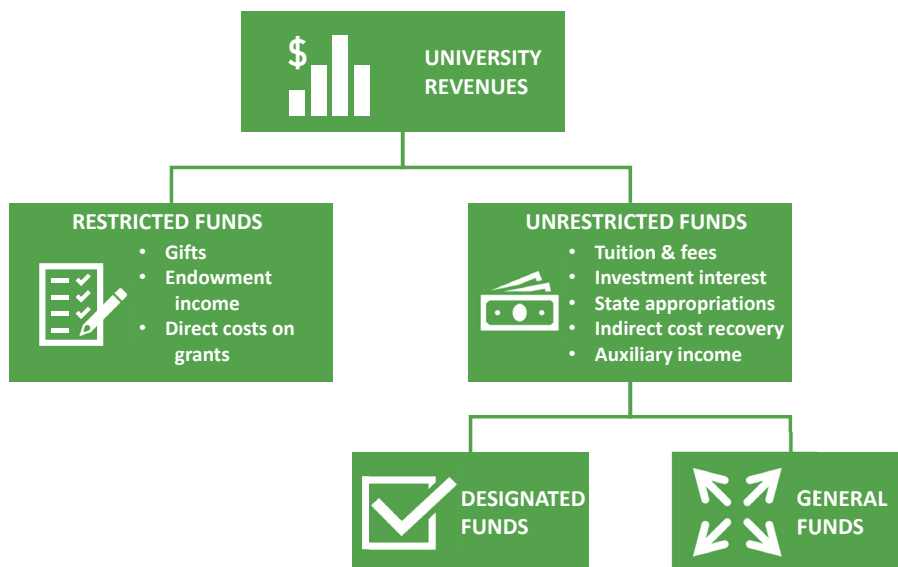 $
UNIVERSITY
REVENUES
RESTRICTED FUNDS
• Gifts
• Endowment
income
• Direct costs on
grants
UNRESTRICTED FUNDS
• Tuition & fees
• Investment interest
• State appropriations
• Indirect cost recovery
• Auxiliary income
DESIGNATED
FUNDS
GENERAL
FUNDS